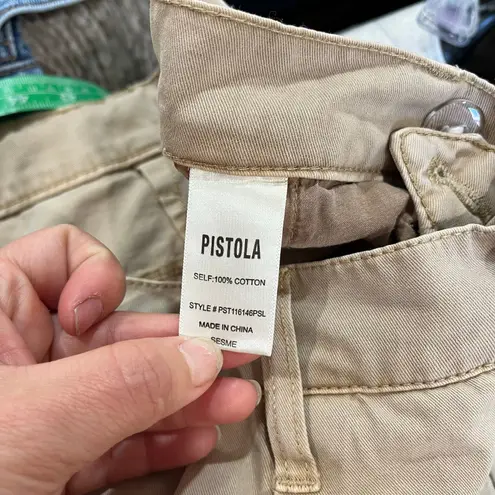 PISTOLA
SELF:100% COTTON
STYLE # PST116146PSL
MADE IN CHINA
SESME